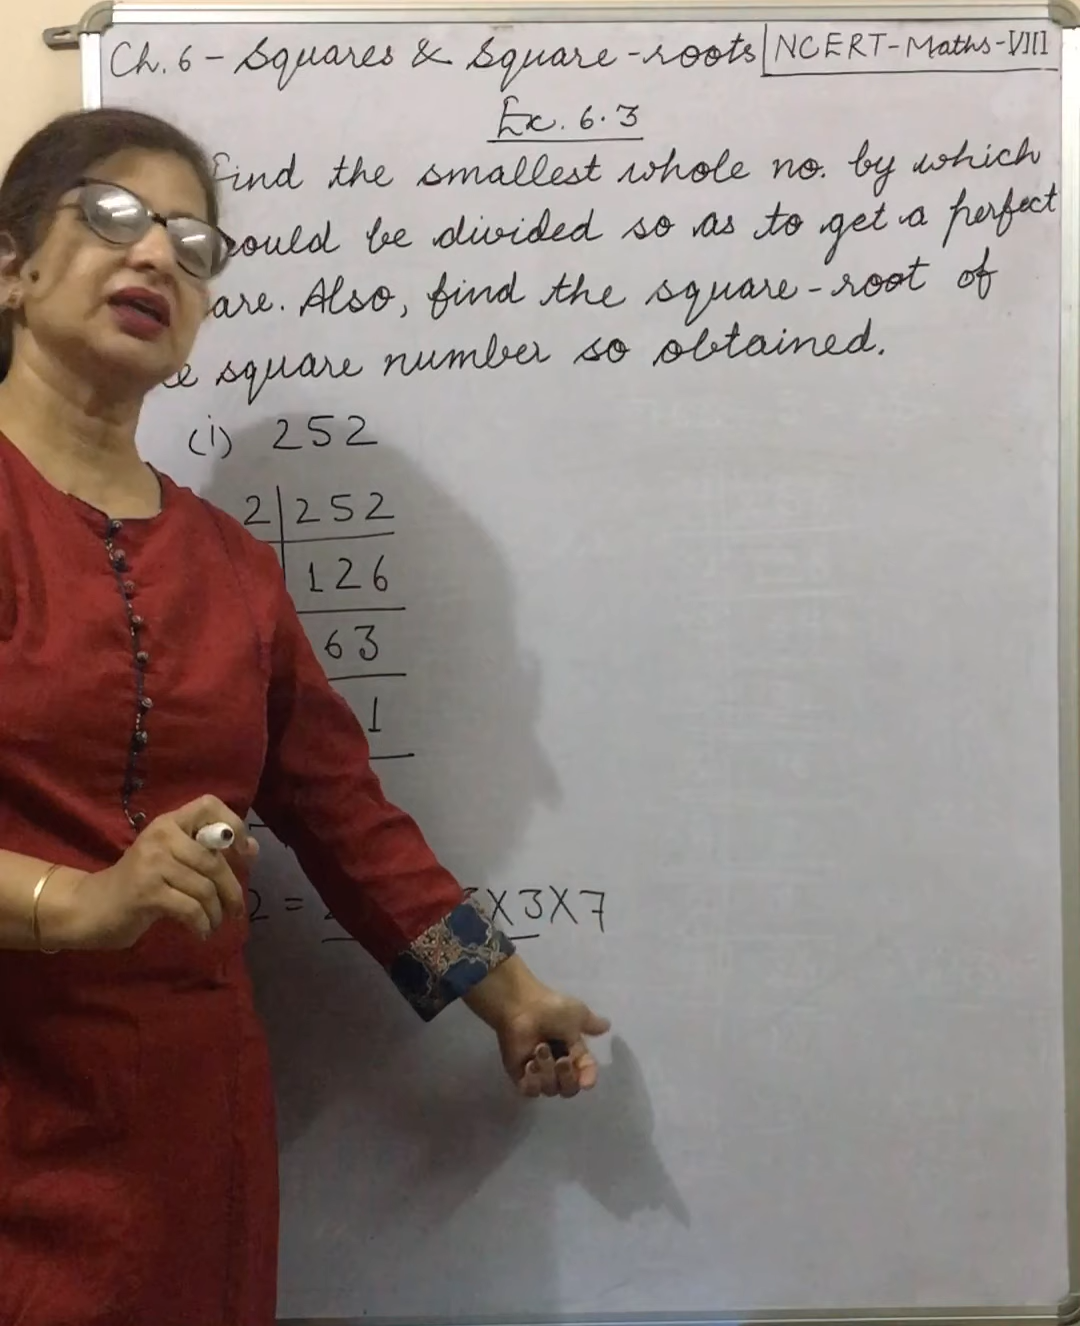 Ch. 6 - Squares & Square-roots | NCERT-Maths-VIII
Ex. 6.3
Find the smallest whole no. by which
be divided so as to get a perfect
Also, find the square-root of
square number so obtained.
(i) 252
2 252
126
63
1
2 = X 3 X 7